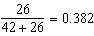 26/(42 + 26) = 0.382